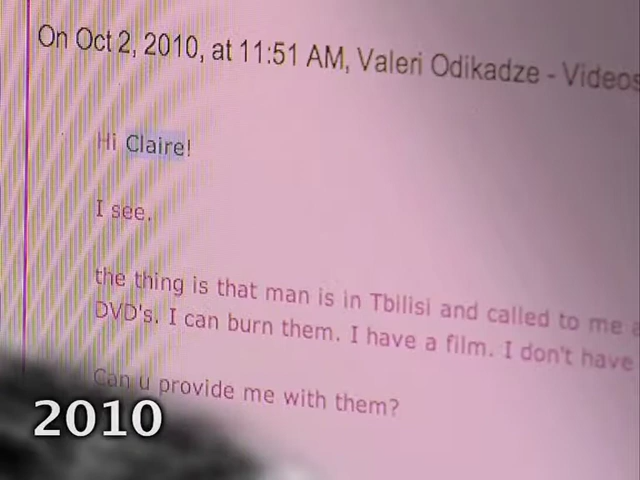 On Oct 2, 2010, at 11:51 AM, Valeri Odikadze - Videos
Hi Claire!
I see.
the thing is that man is in Tbilisi and called to me a
DVD's. I can burn them. I have a film. I don't have
Can u provide me with them?
2010